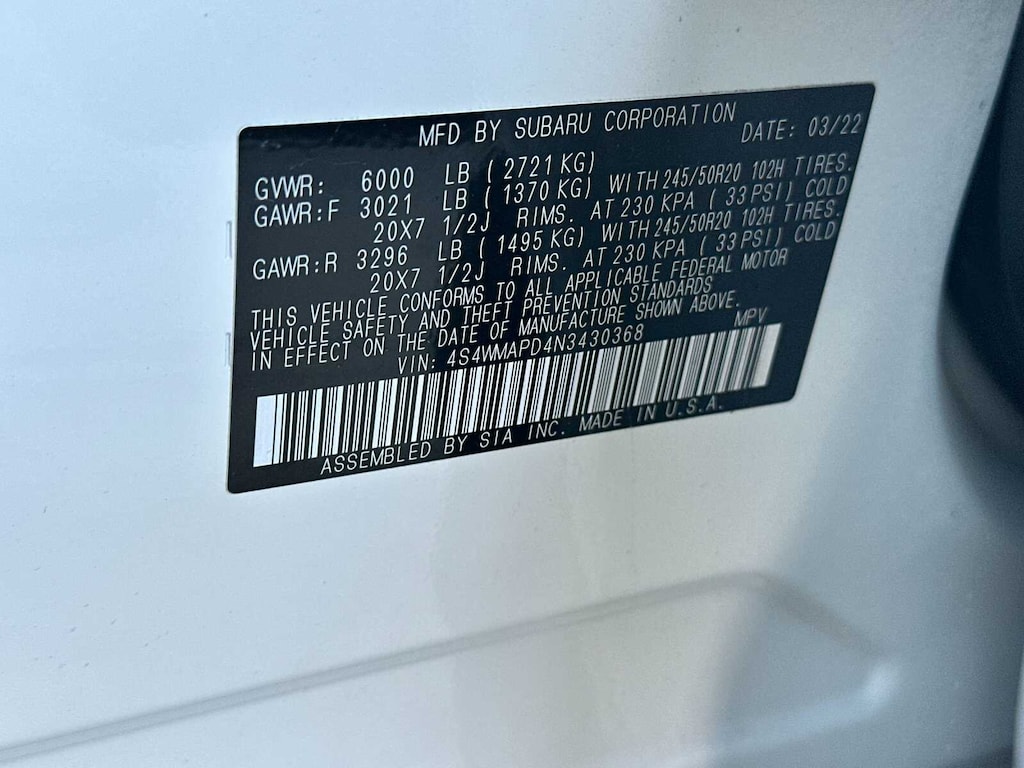 MFD BY SUBARU CORPORATION DATE: 03/22
GVWR: 6000 LB ( 2721 KG)
GAWR:F 3021 LB ( 1370 KG) WITH 245/50R20 102H TIRES.
20X7 1/2J RIMS. AT 230 KPA ( 33 PSI) COLD
GAWR:R 3296 LB ( 1495 KG) WITH 245/50R20 102H TIRES.
20X7 1/2J RIMS. AT 230 KPA ( 33 PSI) COLD
THIS VEHICLE CONFORMS TO ALL APPLICABLE FEDERAL MOTOR
VEHICLE SAFETY AND THEFT PREVENTION STANDARDS
IN EFFECT ON THE DATE OF MANUFACTURE SHOWN ABOVE.
VIN: 4S4WMAPD4N3430368 MPV
ASSEMBLED BY SIA INC. MADE IN U.S.A.